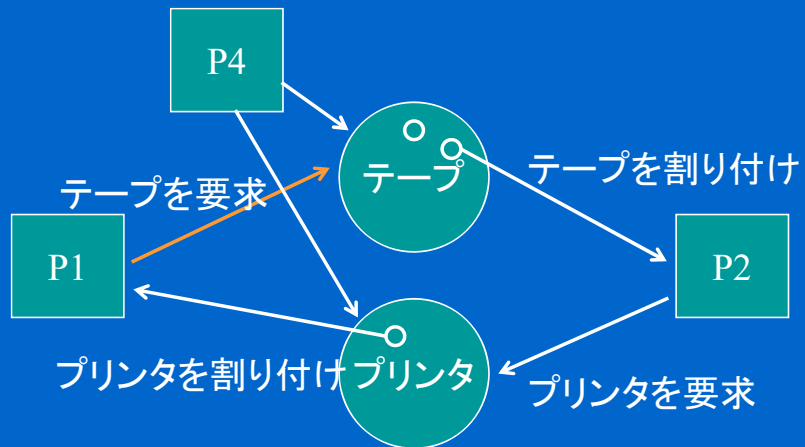 P4
テープ
テープを割り付け
テープを要求
P1
P2
プリンタを割り付け
プリンタ
プリンタを要求